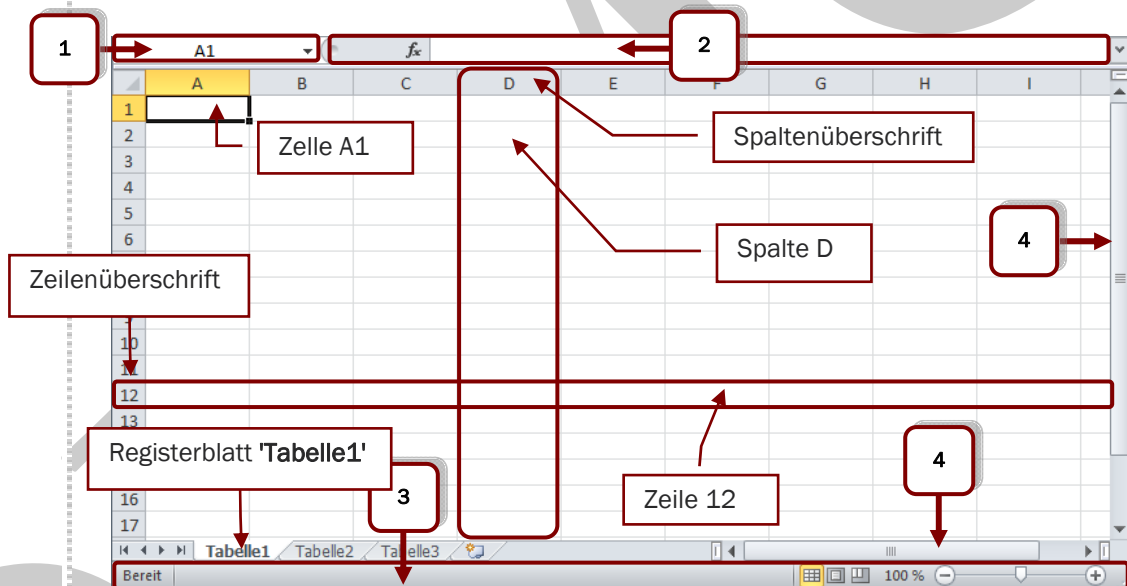 1
A1
fx
2
A B C D E F G H I
1
2
3
4
5
6
9
10
11
12
13
16
17
Zelle A1
Spaltenüberschrift
Spalte D
4
Zeilenüberschrift
Registerblatt 'Tabelle1'
3
Zeile 12
4
Tabelle1 Tabelle2 Tabelle3
Bereit 100 %